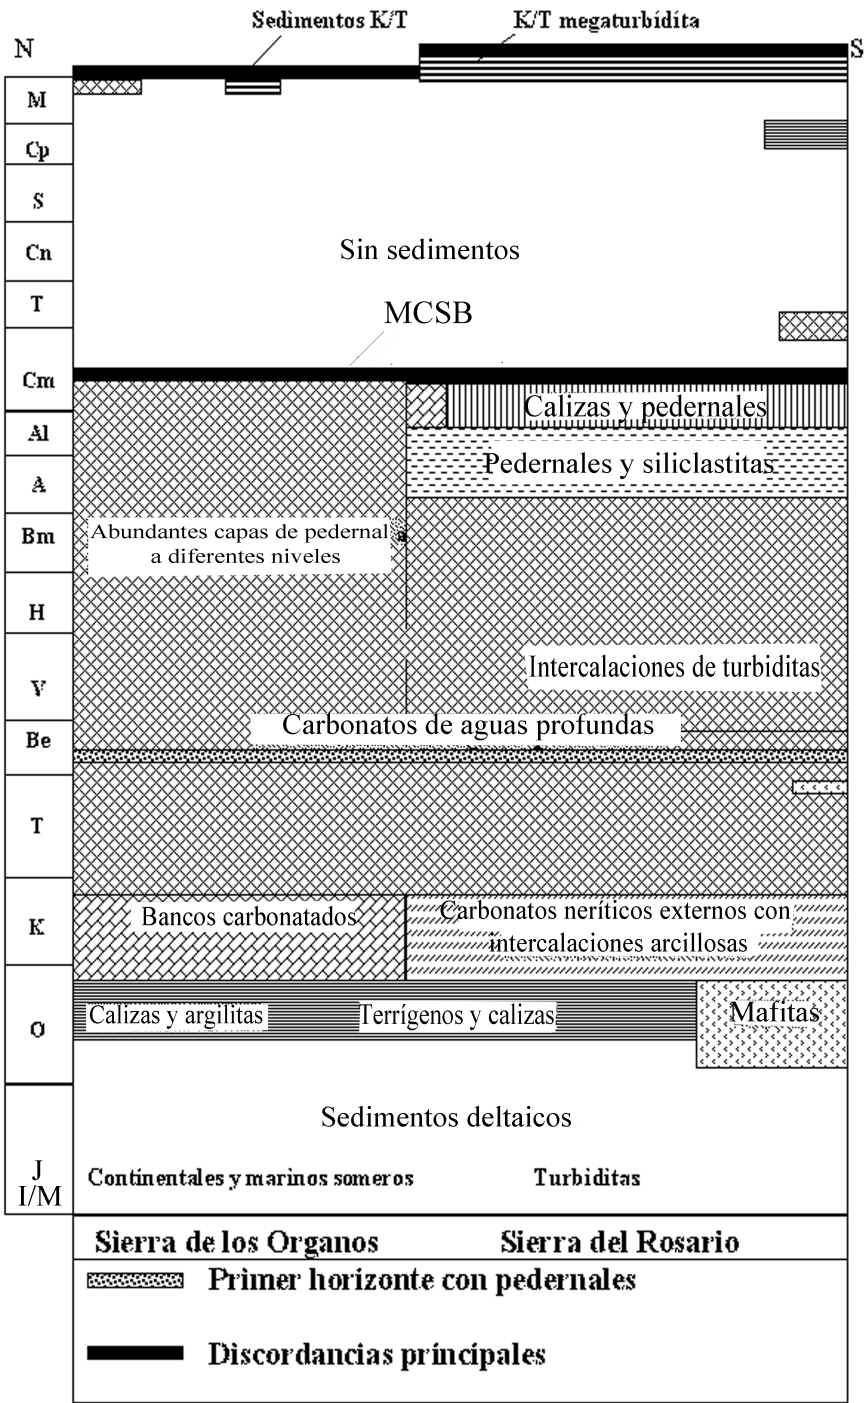 Sedimentos K/T
K/T megaturbidita
N
S
M
Cp
S
Cn
Sin sedimentos
T
MCSB
Cm
Calizas y pedernales
Al
Pedernales y siliclastitas
A
Bm
Abundantes capas de pedernal
a diferentes niveles
H
Intercalaciones de turbiditas
V
Carbonatos de aguas profundas
Be
T
K
Bancos carbonatados
Carbonatos neríticos externos con
intercalaciones arcillosas
O
Calizas y argilitas
Terrígenos y calizas
Mafitas
Sedimentos deltaicos
J
I/M
Continentales y marinos someros
Turbiditas
Sierra de los Organos
Sierra del Rosario
Primer horizonte con pedernales
Discordancias principales